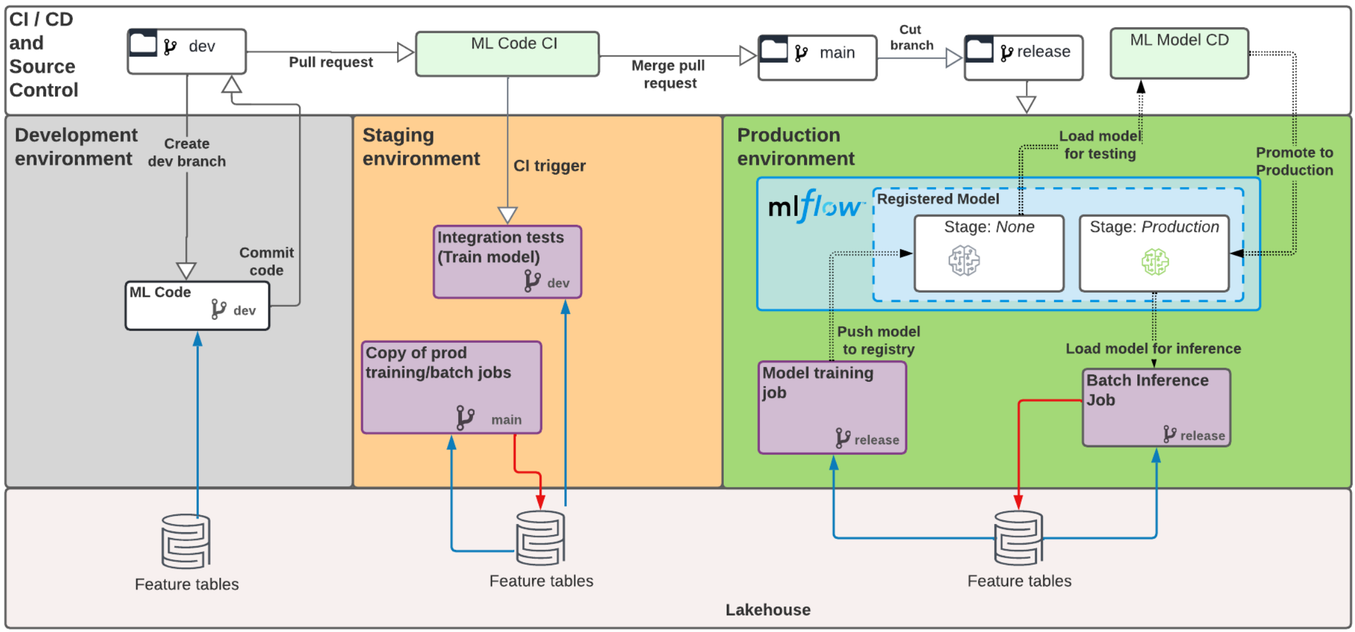 CI / CD
and
Source
Control
dev
Pull request
ML Code CI
Merge pull
request
main
Cut
branch
release
ML Model CD
Development
environment
Create
dev branch
Commit
code
ML Code
dev
Staging
environment
CI trigger
Integration tests
(Train model)
dev
Copy of prod
training/batch jobs
main
Production
environment
Load model
for testing
Promote to
Production
mlflow™
Registered Model
Stage: None
Stage: Production
Push model
to registry
Load model for inference
Model training
job
release
Batch Inference
Job
release
Feature tables
Feature tables
Feature tables
Lakehouse